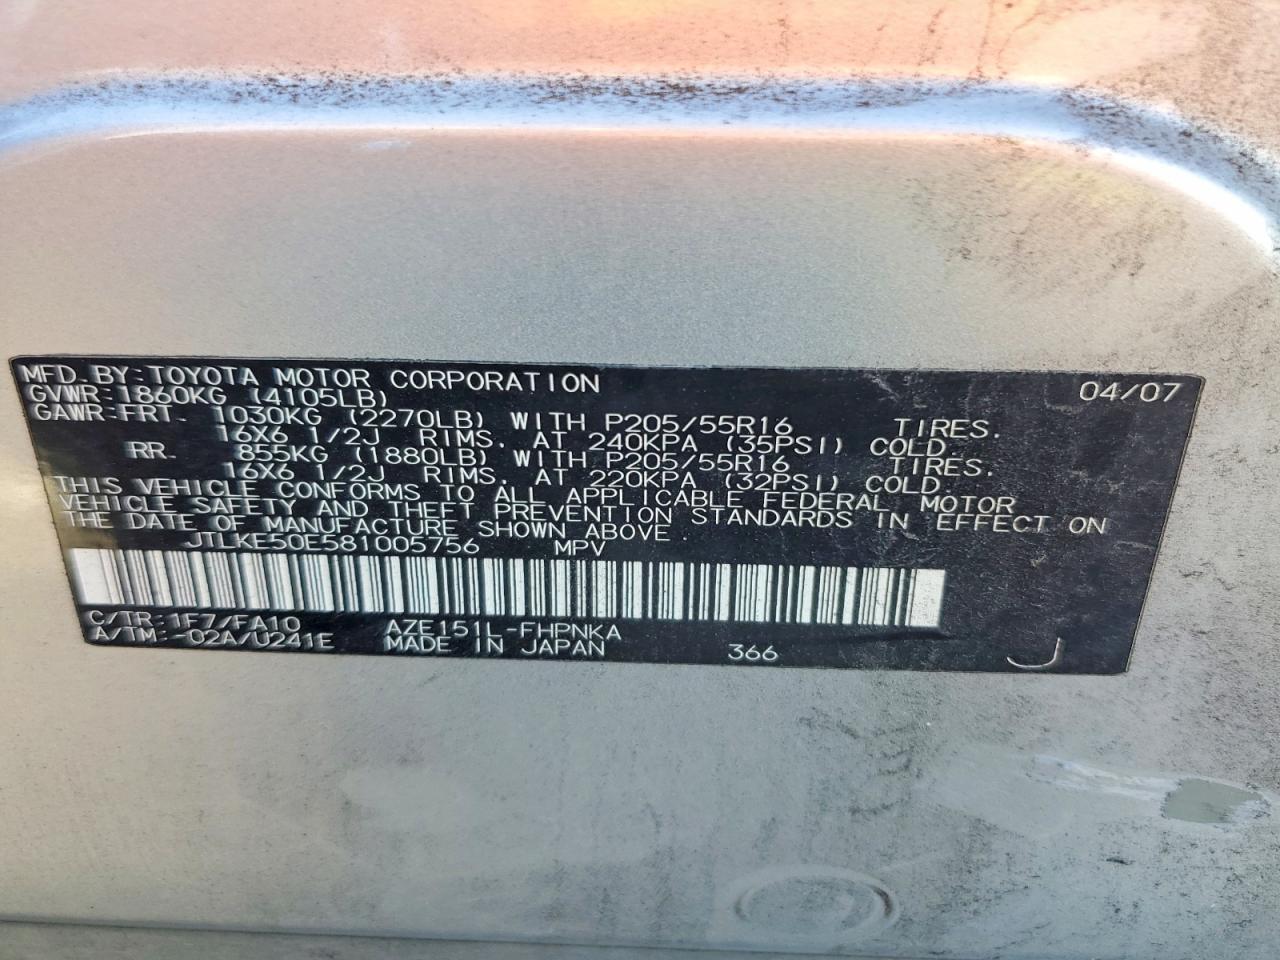 MFD. BY: TOYOTA MOTOR CORPORATION 04/07
GVWR: 1860KG (4105LB)
GAWR: FRT. 1030KG (2270LB) WITH P205/55R16 TIRES.
16X6 1/2J RIMS. AT 240KPA (35PSI) COLD.
RR. 855KG (1880LB) WITH P205/55R16 TIRES.
16X6 1/2J RIMS. AT 220KPA (32PSI) COLD.
THIS VEHICLE CONFORMS TO ALL APPLICABLE FEDERAL MOTOR
VEHICLE SAFETY AND THEFT PREVENTION STANDARDS IN EFFECT ON
THE DATE OF MANUFACTURE SHOWN ABOVE.
JTLKE50E581005756 MPV
C/TR: 1F7/FA10 AZE151L-FHPNKA
A/TM: -02A/U241E MADE IN JAPAN 366 J